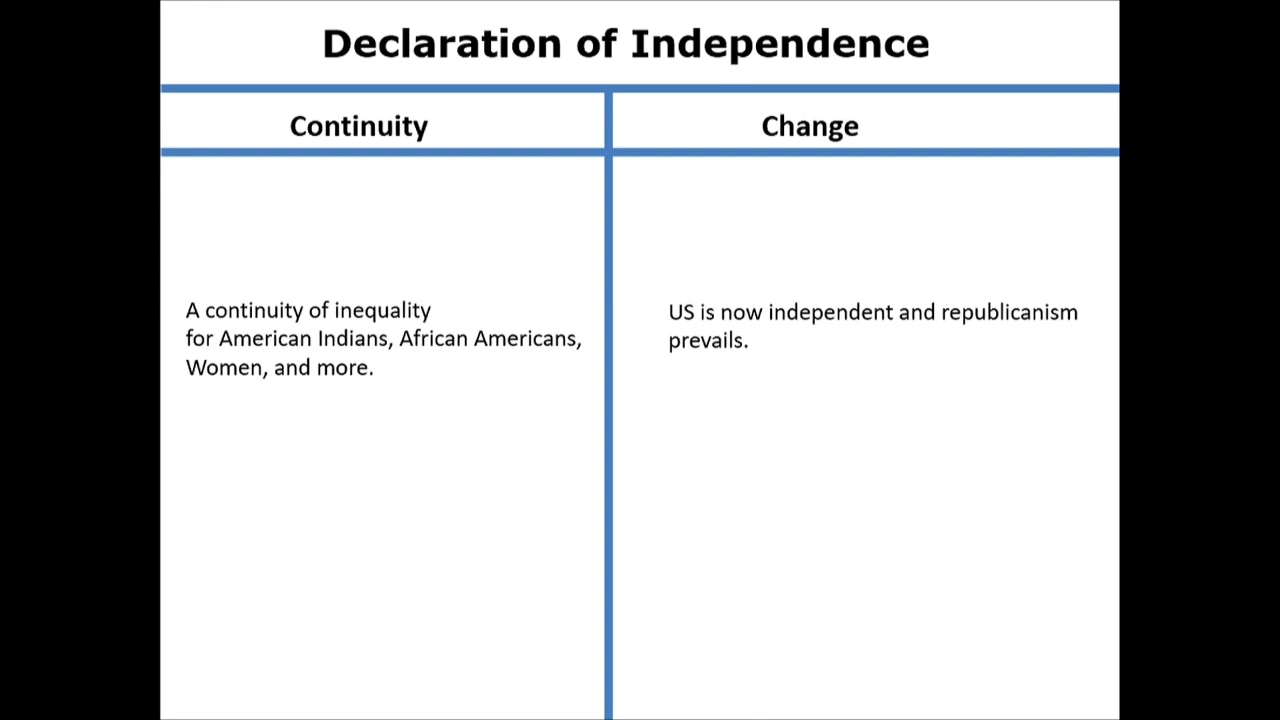 Declaration of Independence
Continuity
Change
A continuity of inequality
for American Indians, African Americans,
Women, and more.
US is now independent and republicanism
prevails.